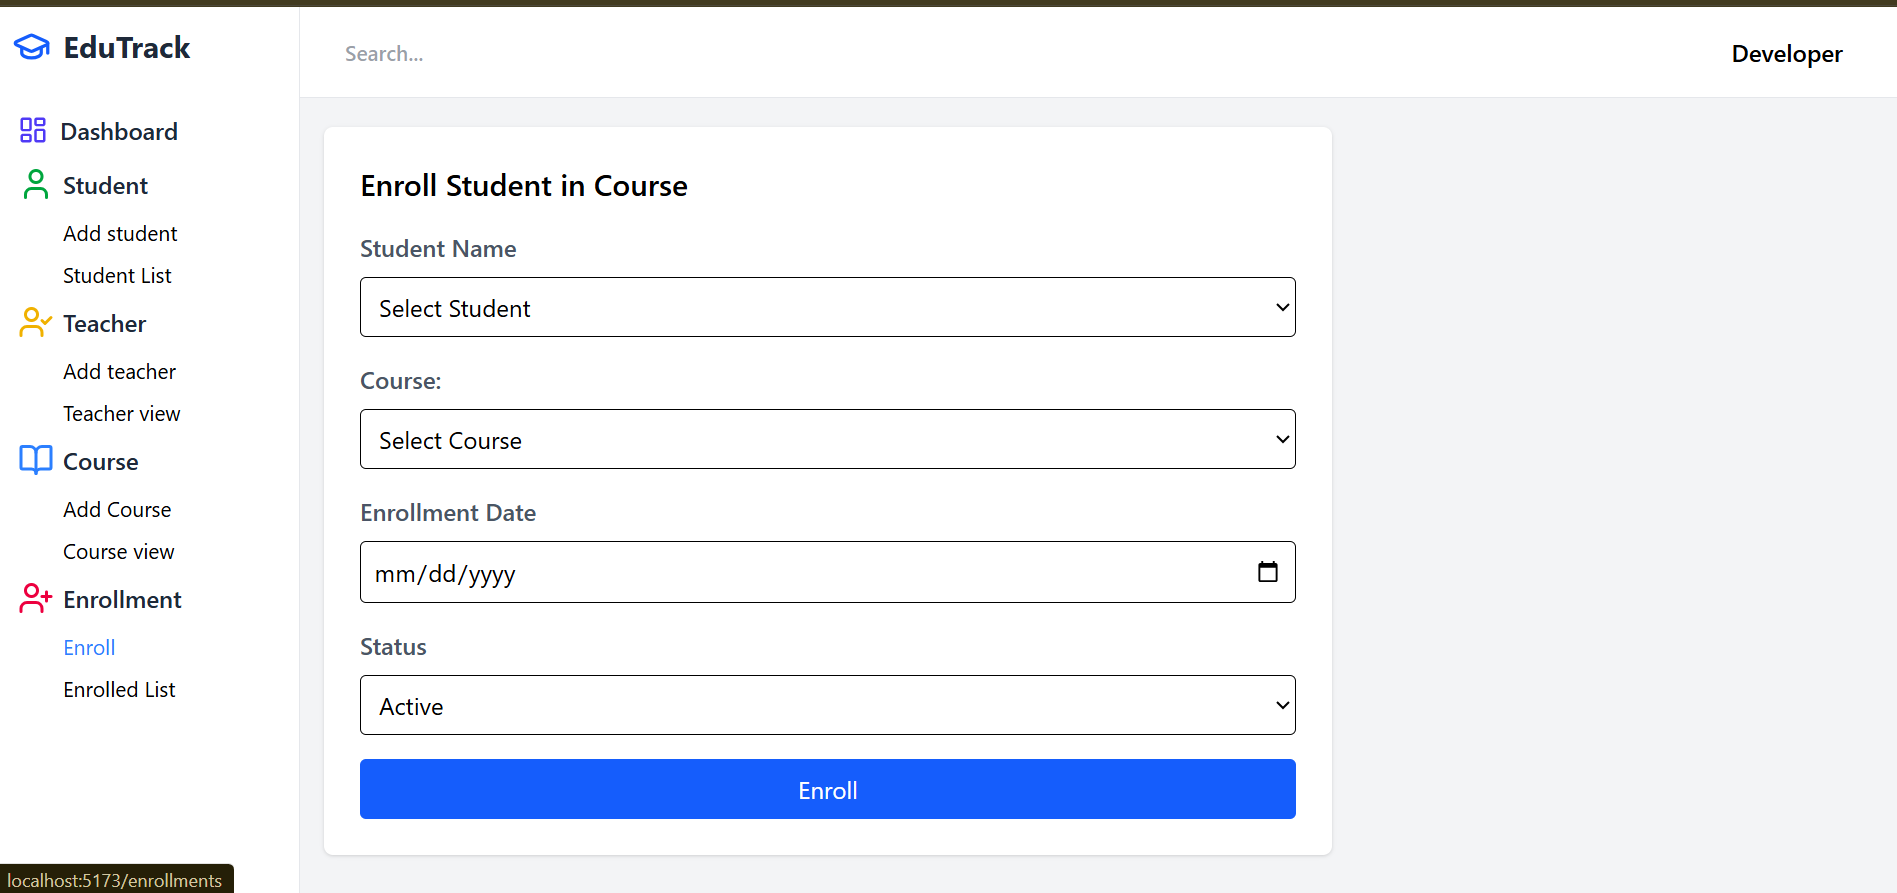 EduTrack
Search...
Developer
Dashboard
Student
Add student
Student List
Teacher
Add teacher
Teacher view
Course
Add Course
Course view
Enrollment
Enroll
Enrolled List
Enroll Student in Course
Student Name
Select Student
Course:
Select Course
Enrollment Date
mm/dd/yyyy
Status
Active
Enroll
localhost:5173/enrollments